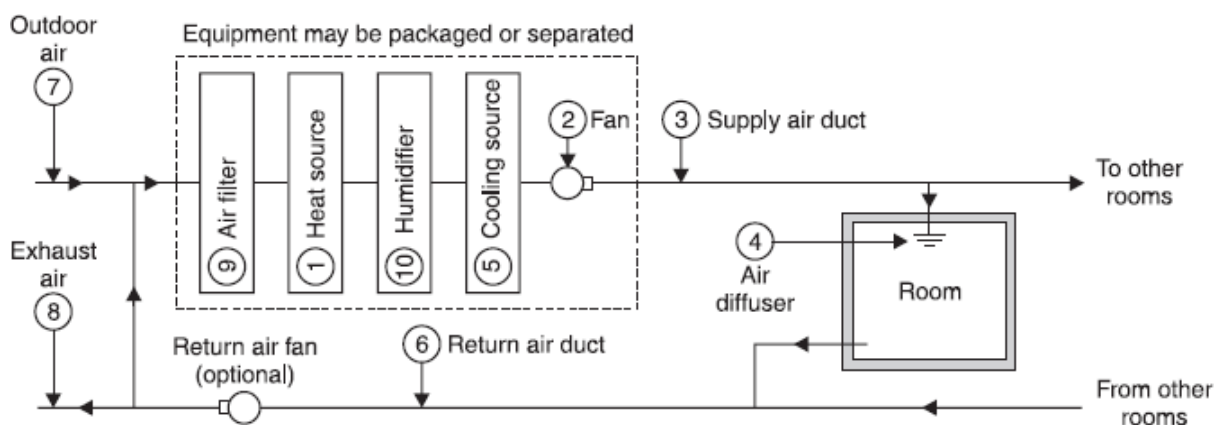 Outdoor
air
7
Equipment may be packaged or separated
9 Air filter
1 Heat source
10 Humidifier
5 Cooling source
2 Fan
3 Supply air duct
To other
rooms
4
Air
diffuser
Room
Exhaust
air
8
Return air fan
(optional)
6 Return air duct
From other
rooms